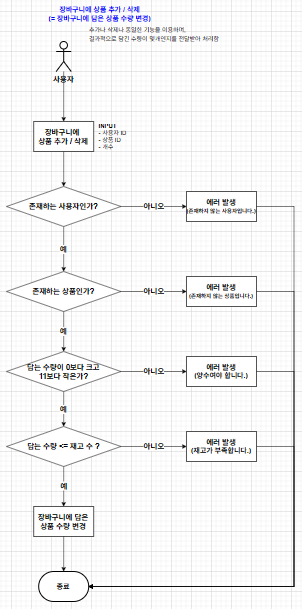 장바구니에 상품 추가 / 삭제
(= 장바구니에 담은 상품 수량 변경)
추가나 삭제나 동일한 기능을 이용하며,
결과적으로 담긴 수량이 몇개인지를 전달받아 처리함
사용자
장바구니에
상품 추가 / 삭제
INPUT
- 사용자 ID
- 상품 ID
- 개수
존재하는 사용자인가?
아니오
에러 발생
(존재하지 않는 사용자입니다.)
예
존재하는 상품인가?
아니오
에러 발생
(존재하지 않는 상품입니다.)
예
담는 수량이 0보다 크고
11보다 작은가?
아니오
에러 발생
(양수여야 합니다.)
예
담는 수량 <= 재고 수 ?
아니오
에러 발생
(재고가 부족합니다.)
예
장바구니에 담은
상품 수량 변경
종료